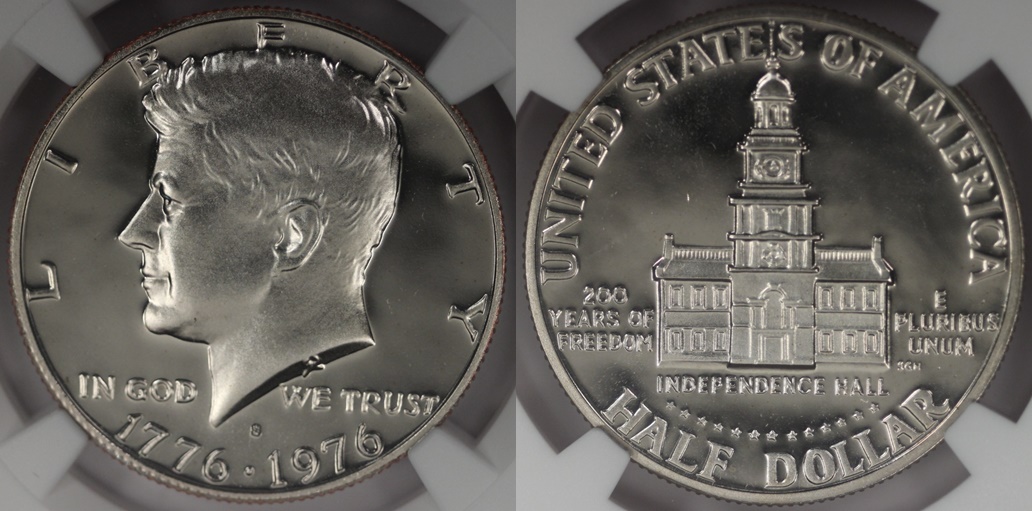 LIBERTY
IN GOD WE TRUST
S
1776 · 1976
UNITED STATES OF AMERICA
200
YEARS OF
FREEDOM
E
PLURIBUS
UNUM
SGH
INDEPENDENCE HALL
HALF DOLLAR